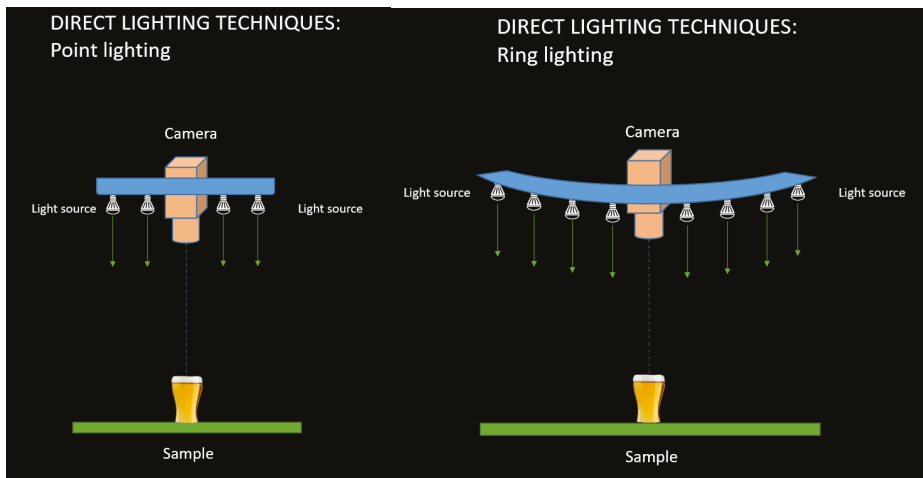 DIRECT LIGHTING TECHNIQUES:
Point lighting
Camera
Light source
Light source
Sample
DIRECT LIGHTING TECHNIQUES:
Ring lighting
Camera
Light source
Light source
Sample